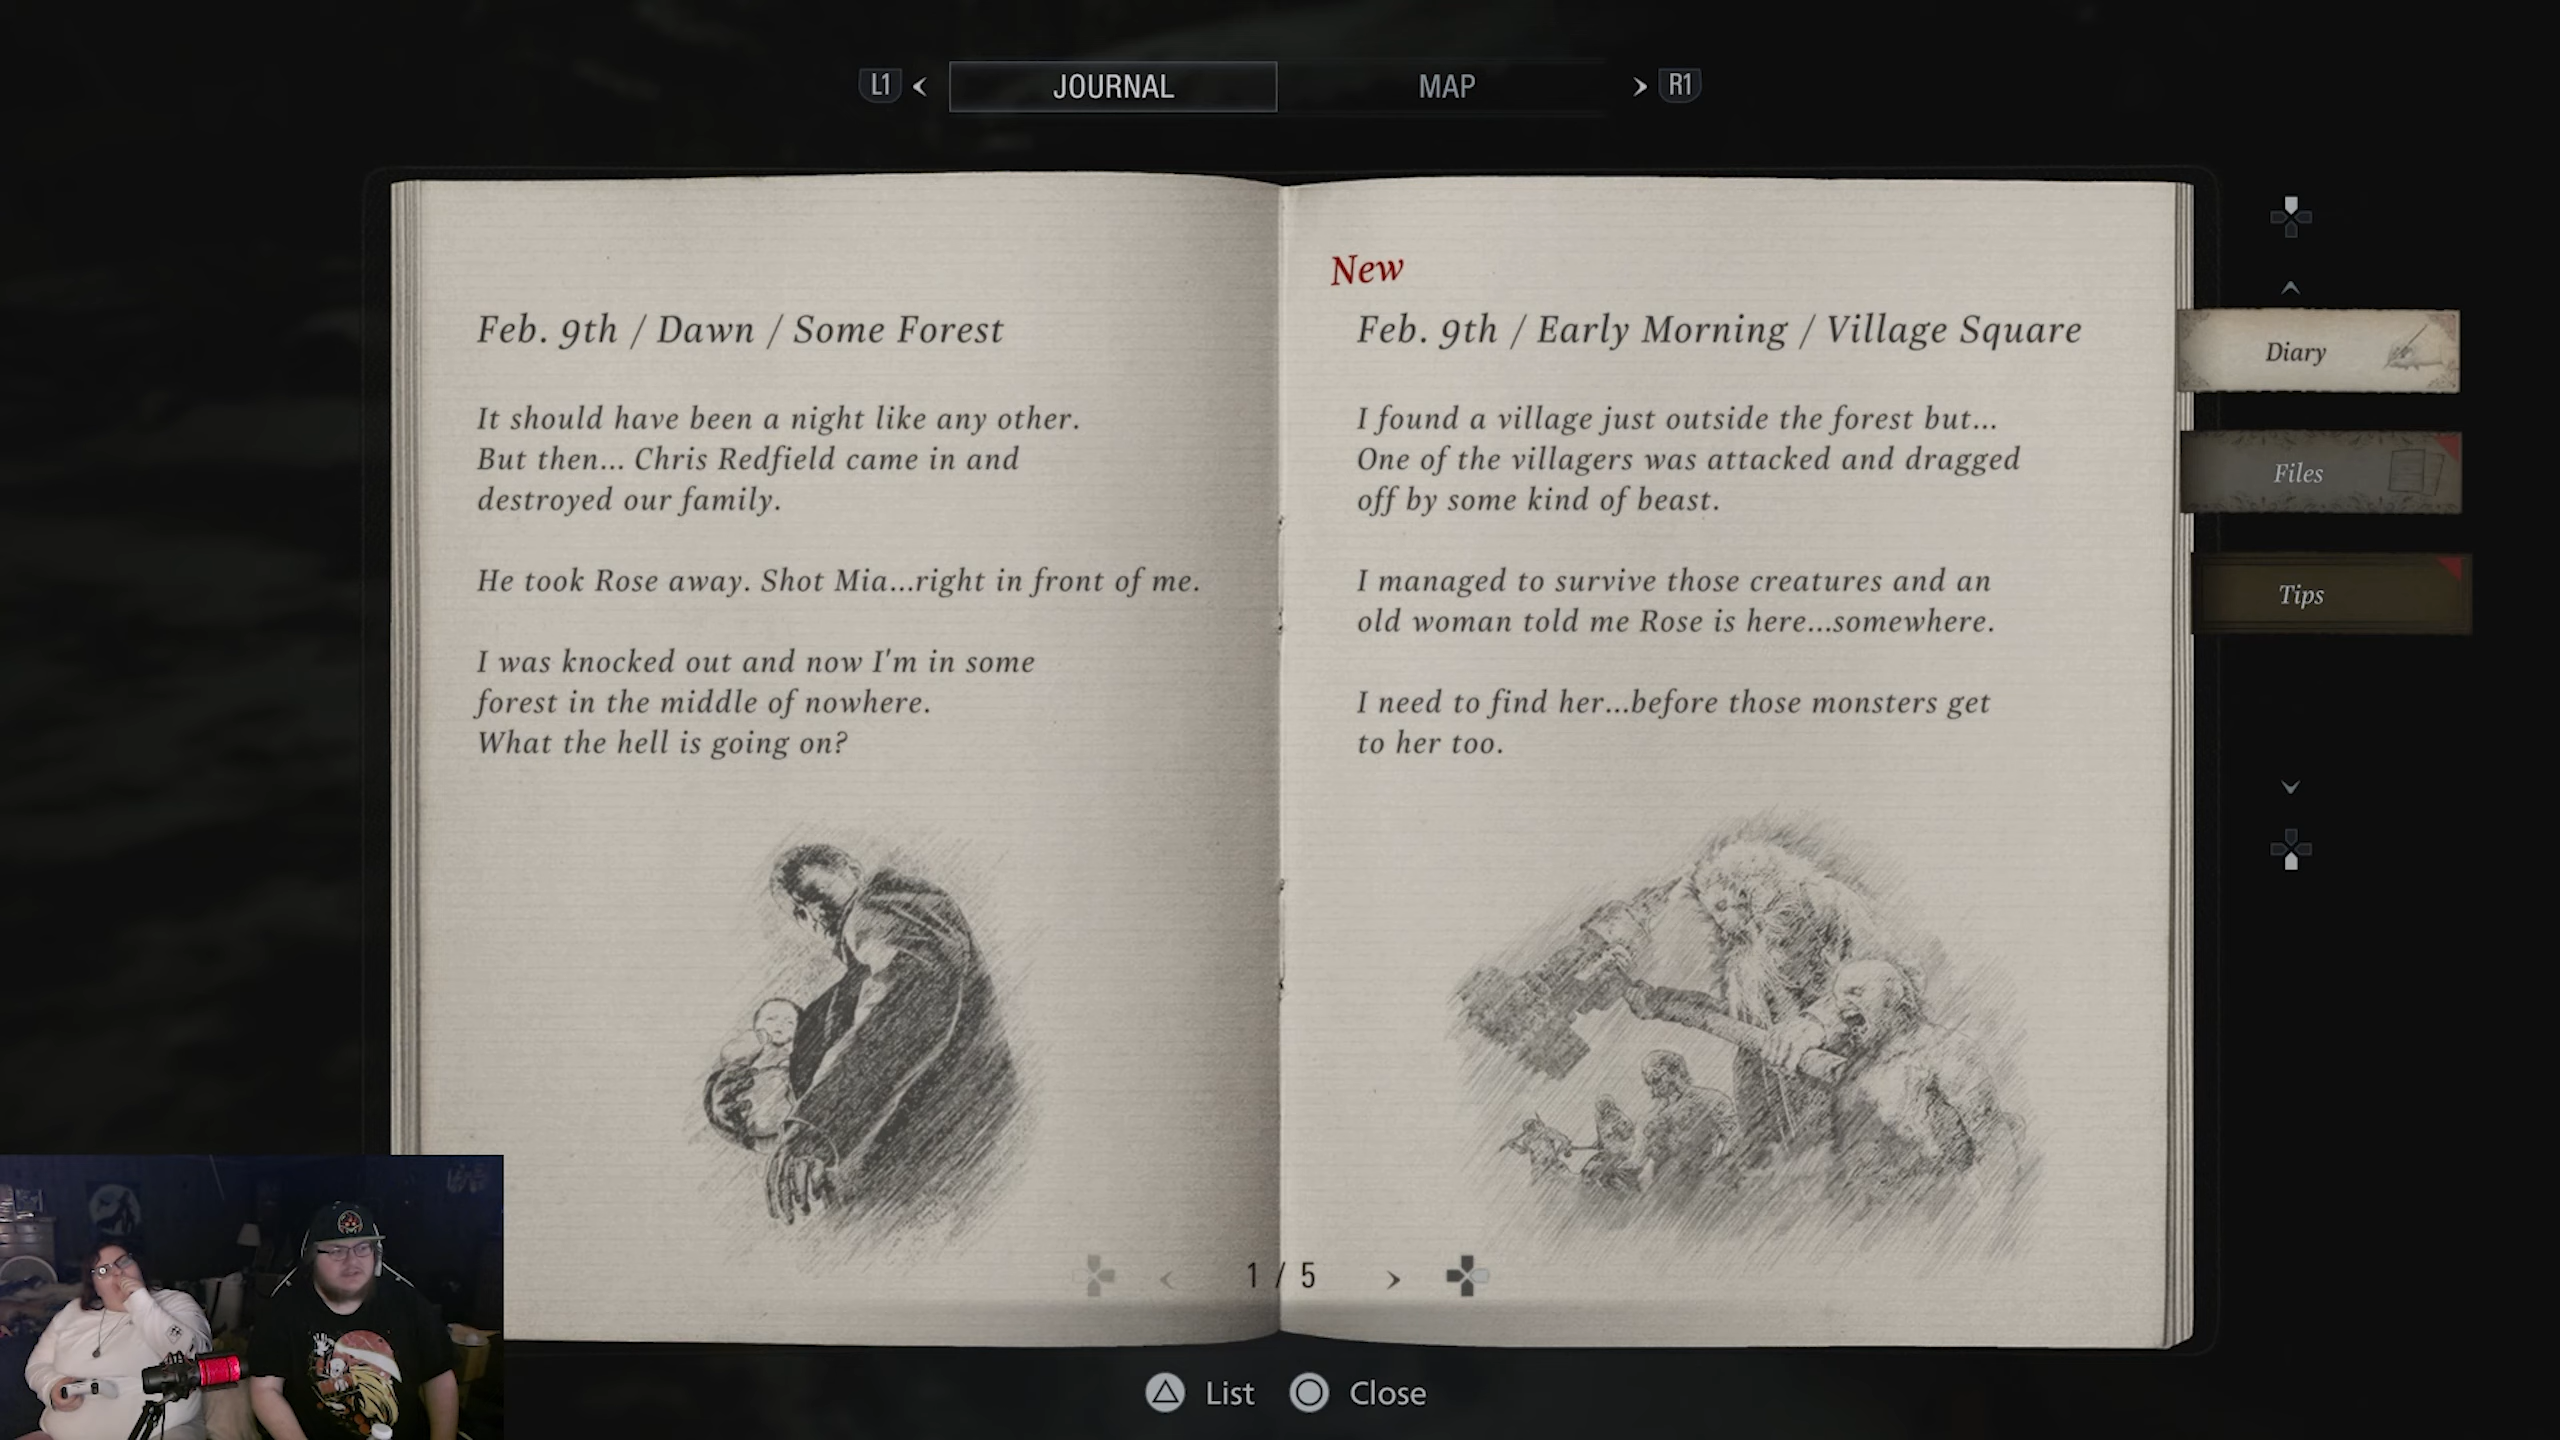 L1 < JOURNAL MAP > R1
Feb. 9th / Dawn / Some Forest
It should have been a night like any other.
But then... Chris Redfield came in and
destroyed our family.
He took Rose away. Shot Mia...right in front of me.
I was knocked out and now I'm in some
forest in the middle of nowhere.
What the hell is going on?
New
Feb. 9th / Early Morning / Village Square
I found a village just outside the forest but...
One of the villagers was attacked and dragged
off by some kind of beast.
I managed to survive those creatures and an
old woman told me Rose is here...somewhere.
I need to find her...before those monsters get
to her too.
Diary
Files
Tips
< 1 / 5 >
List Close